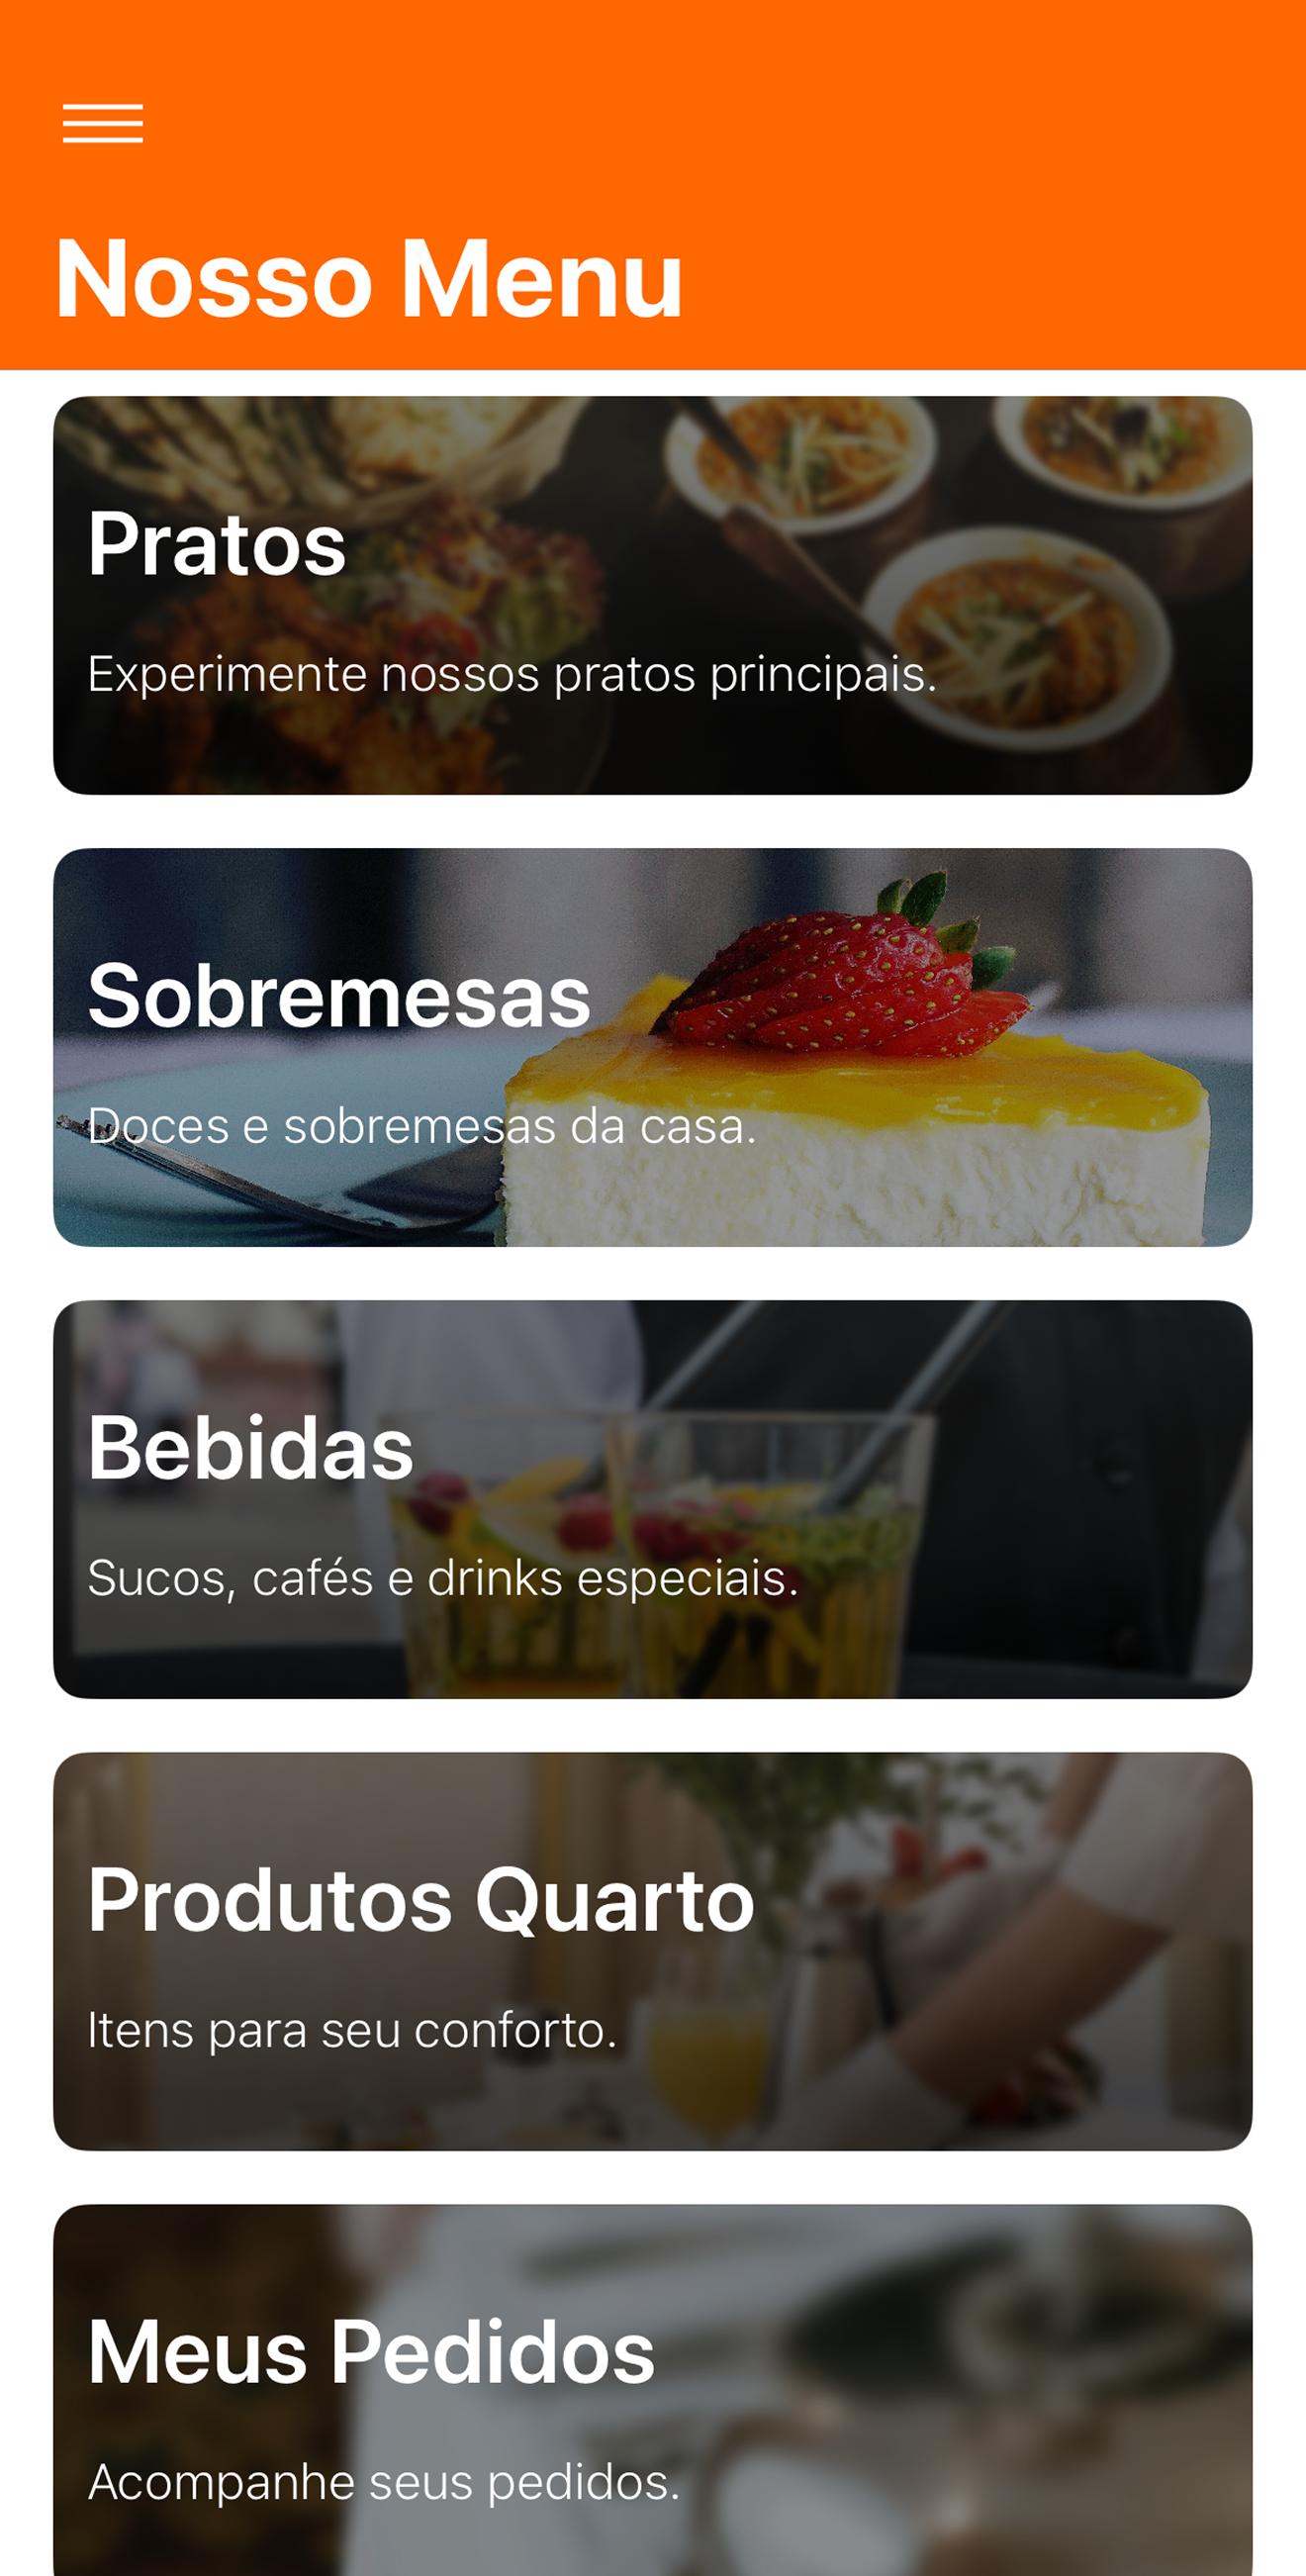 Nosso Menu
Pratos
Experimente nossos pratos principais.
Sobremesas
Doces e sobremesas da casa.
Bebidas
Sucos, cafés e drinks especiais.
Produtos Quarto
Itens para seu conforto.
Meus Pedidos
Acompanhe seus pedidos.